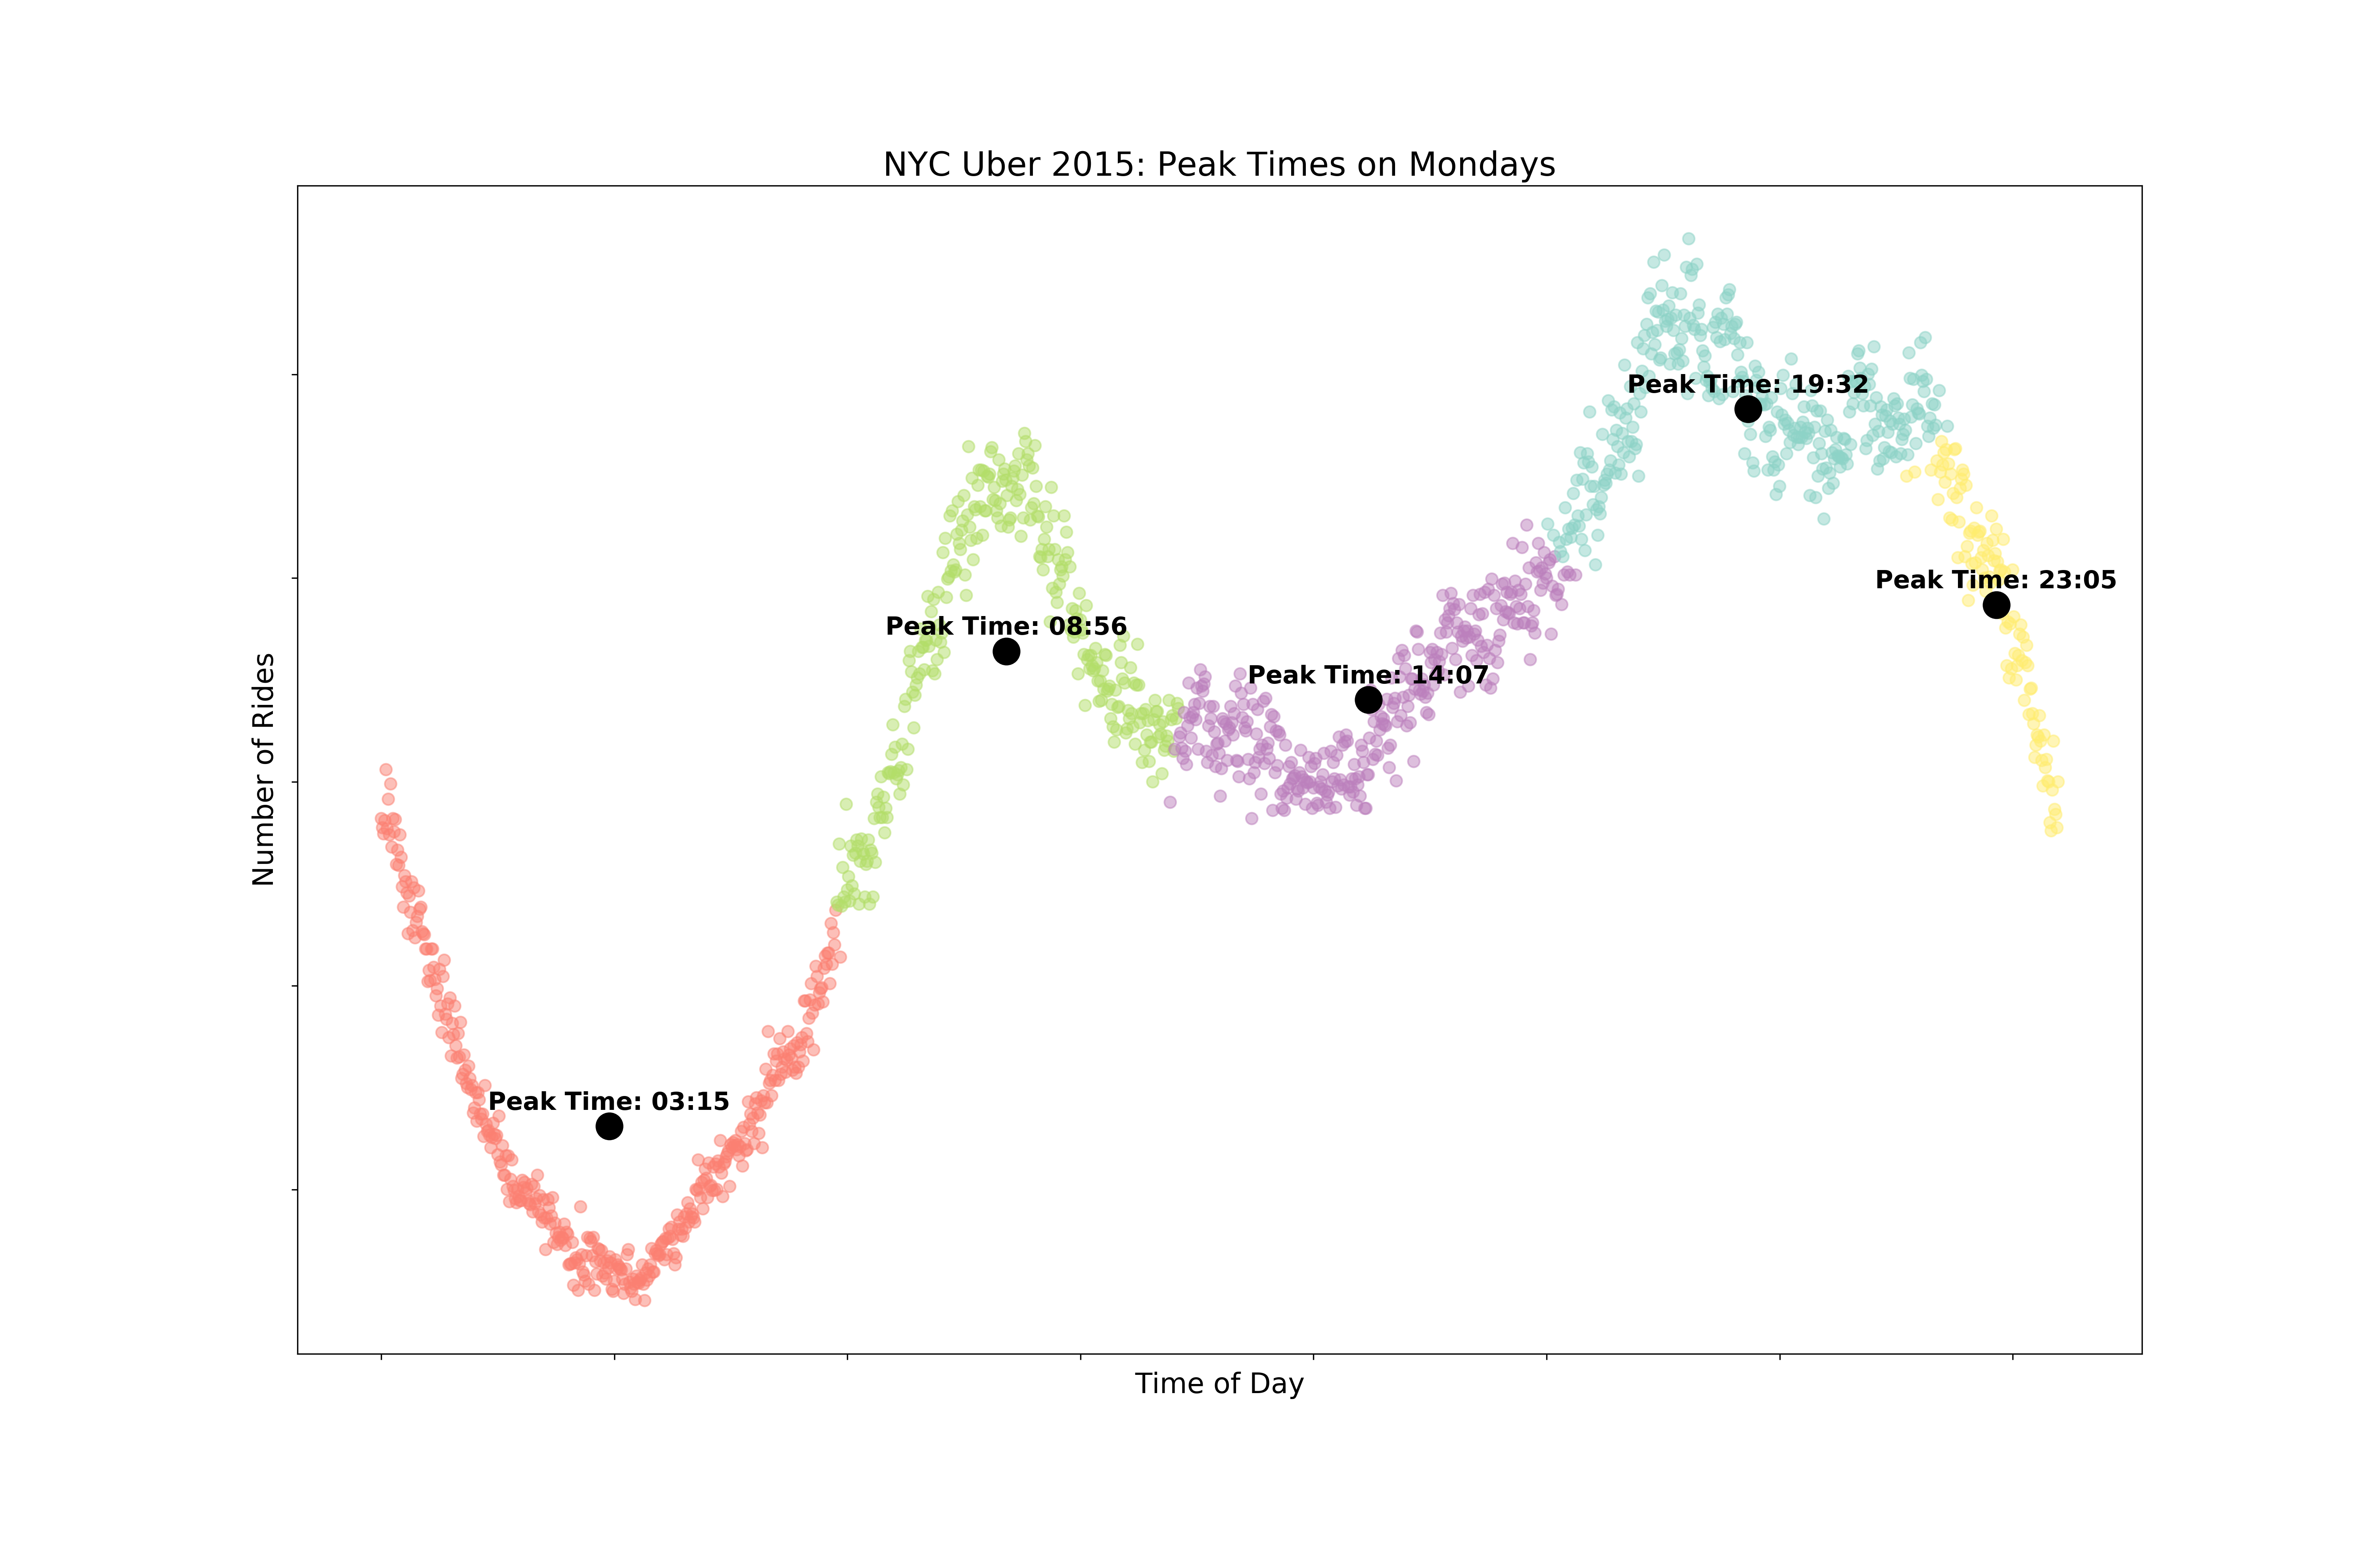 NYC Uber 2015: Peak Times on Mondays
Peak Time: 19:32
Peak Time: 23:05
Peak Time: 08:56
Peak Time: 14:07
Number of Rides
Peak Time: 03:15
Time of Day